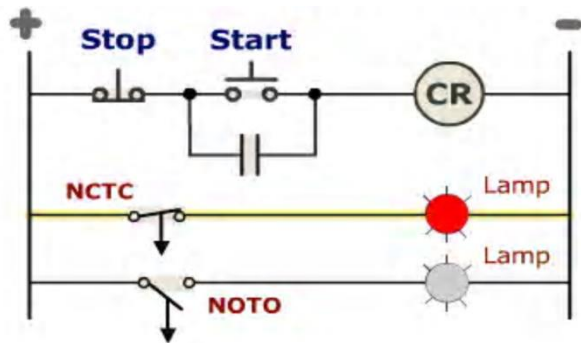 + -
Stop Start
CR
NCTC Lamp
Lamp
NOTO